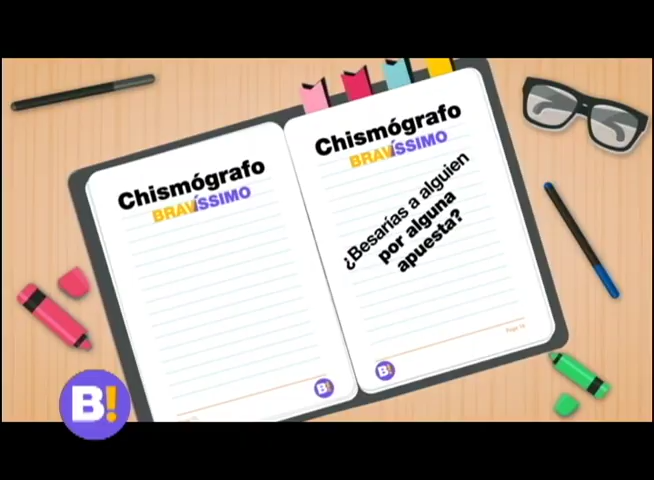 Chismógrafo
BRAVÍSSIMO
Chismógrafo
BRAVÍSSIMO
¿Besarías a alguien
por alguna
apuesta?
B!
B!
B!